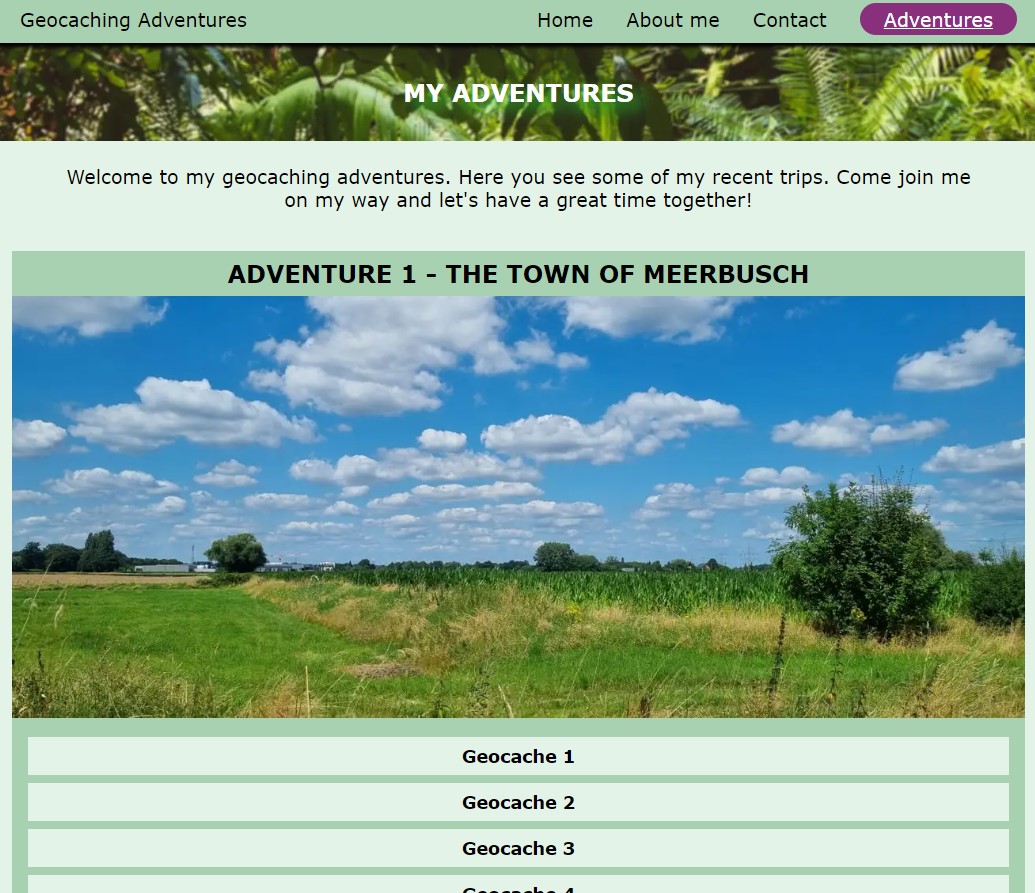 Geocaching Adventures Home About me Contact Adventures
MY ADVENTURES
Welcome to my geocaching adventures. Here you see some of my recent trips. Come join me
on my way and let's have a great time together!
ADVENTURE 1 - THE TOWN OF MEERBUSCH
Geocache 1
Geocache 2
Geocache 3
Geocache 4